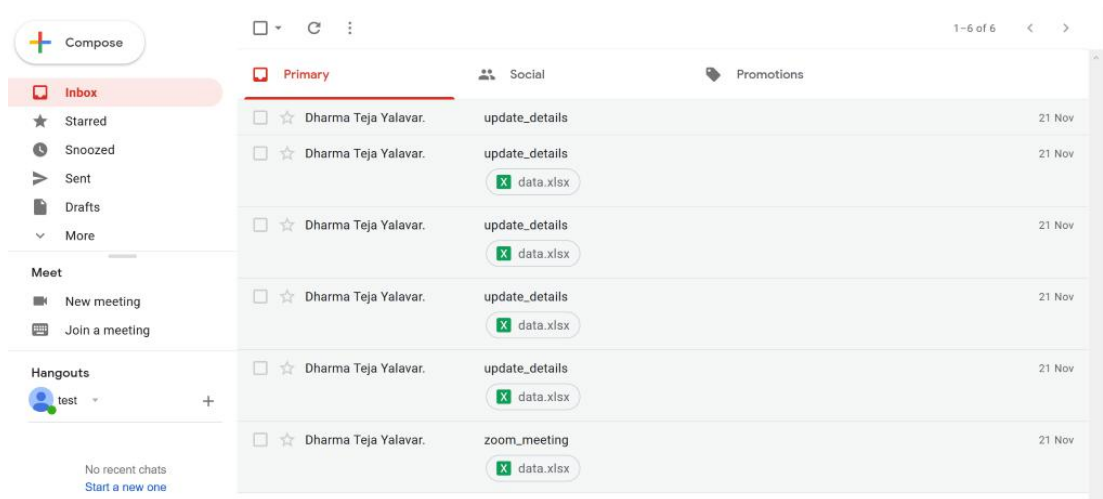 Compose
1-6 of 6
Inbox
Starred
Snoozed
Sent
Drafts
More
Meet
New meeting
Join a meeting
Hangouts
test
No recent chats
Start a new one
Primary Social Promotions
Dharma Teja Yalavar. update_details 21 Nov
Dharma Teja Yalavar. update_details 21 Nov
X data.xlsx
Dharma Teja Yalavar. update_details 21 Nov
X data.xlsx
Dharma Teja Yalavar. update_details 21 Nov
X data.xlsx
Dharma Teja Yalavar. update_details 21 Nov
X data.xlsx
Dharma Teja Yalavar. zoom_meeting 21 Nov
X data.xlsx